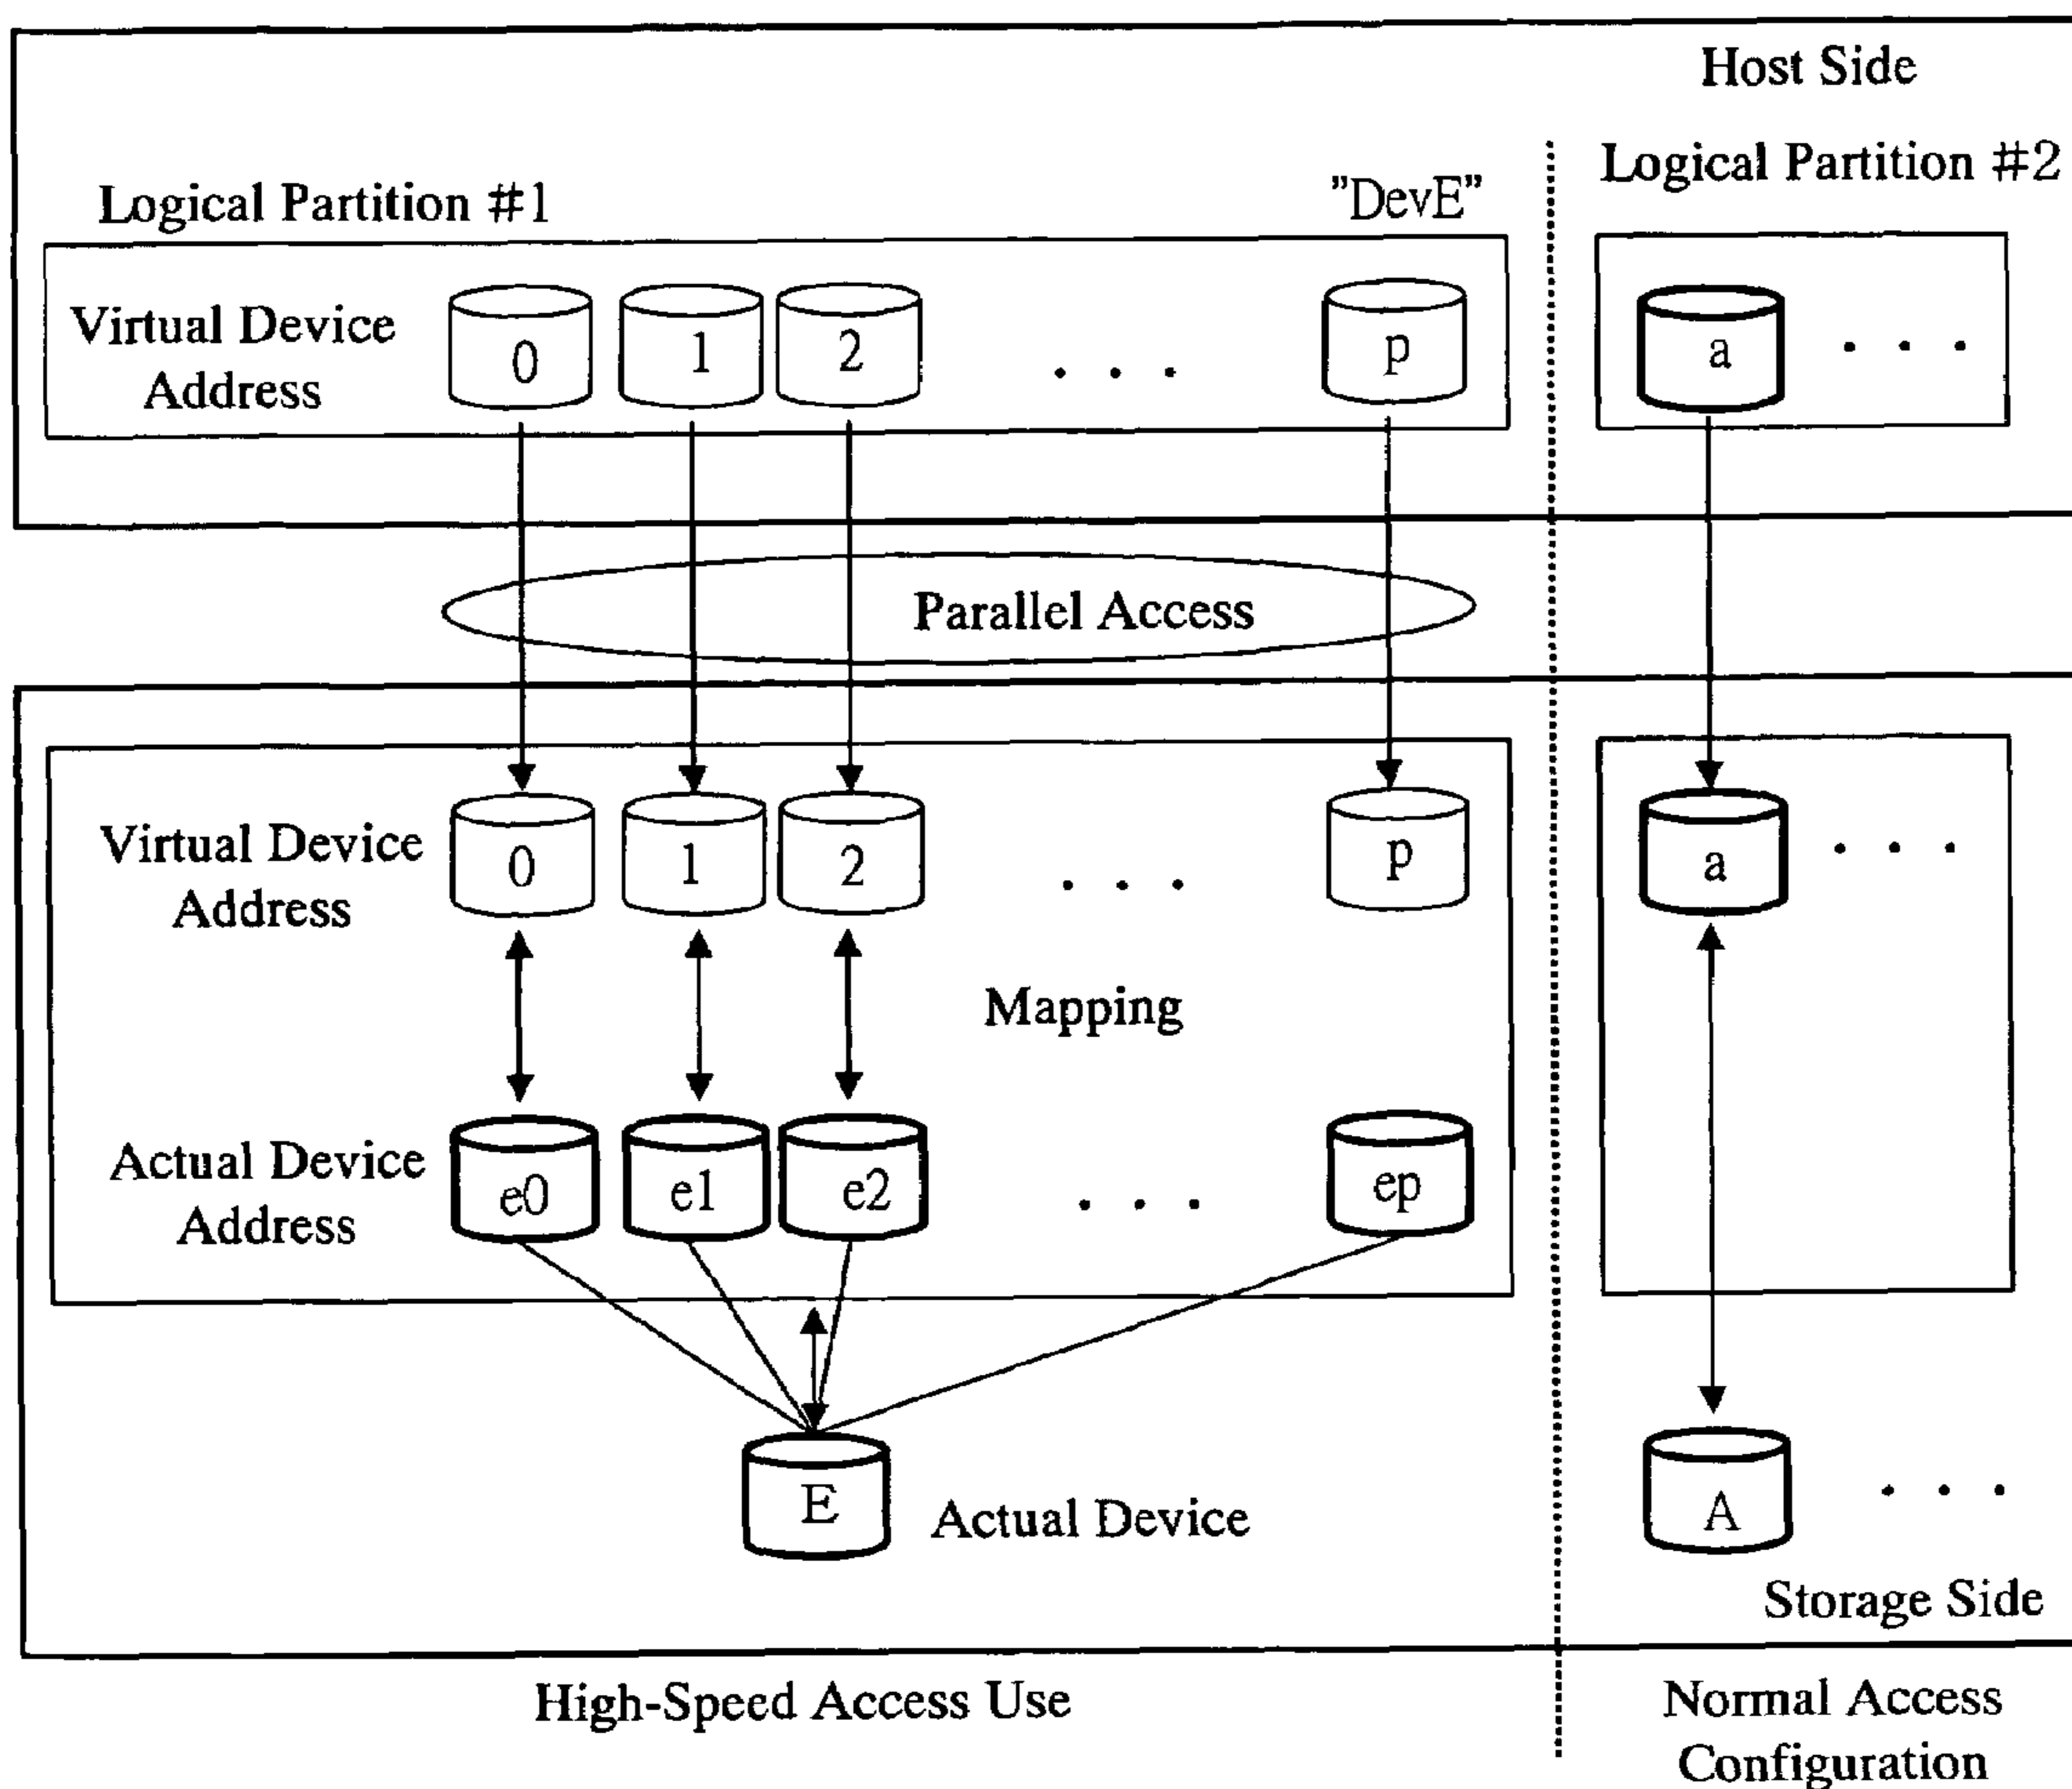 Host Side
Logical Partition #1
"DevE"
Logical Partition #2
Virtual Device
Address
0 1 2 . . . p
a . . .
Parallel Access
Virtual Device
Address
0 1 2 . . . p
a . . .
Mapping
Actual Device
Address
e0 e1 e2 . . . ep
E
Actual Device
A . . .
Storage Side
High-Speed Access Use
Normal Access
Configuration